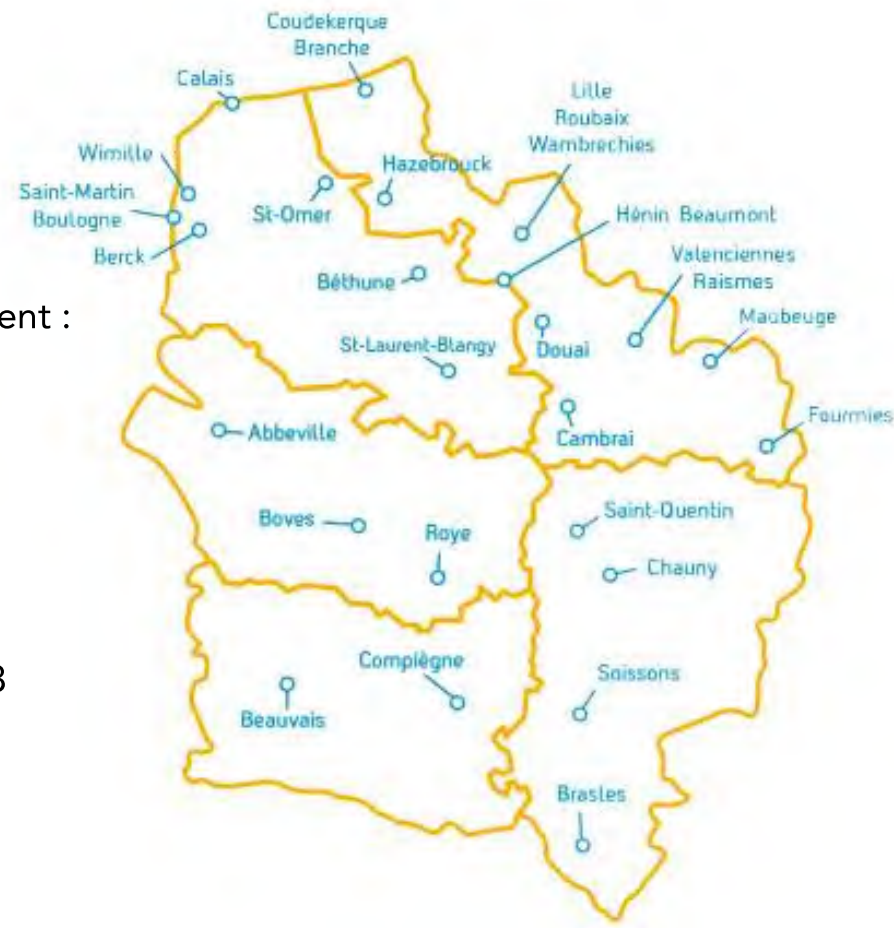 Coudekerque
Branche
Calais
Lille
Roubaix
Wambrechies
Wimille
Hazebrouck
Saint-Martin
Boulogne
St-Omer
Hénin Beaumont
Berck
Valenciennes
Raismes
Béthune
ent :
Maubeuge
St-Laurent-Blangy
Douai
Fourmies
Abbeville
Cambrai
Saint-Quentin
Boves
Roye
Chauny
Compiègne
Soissons
Beauvais
Brasles